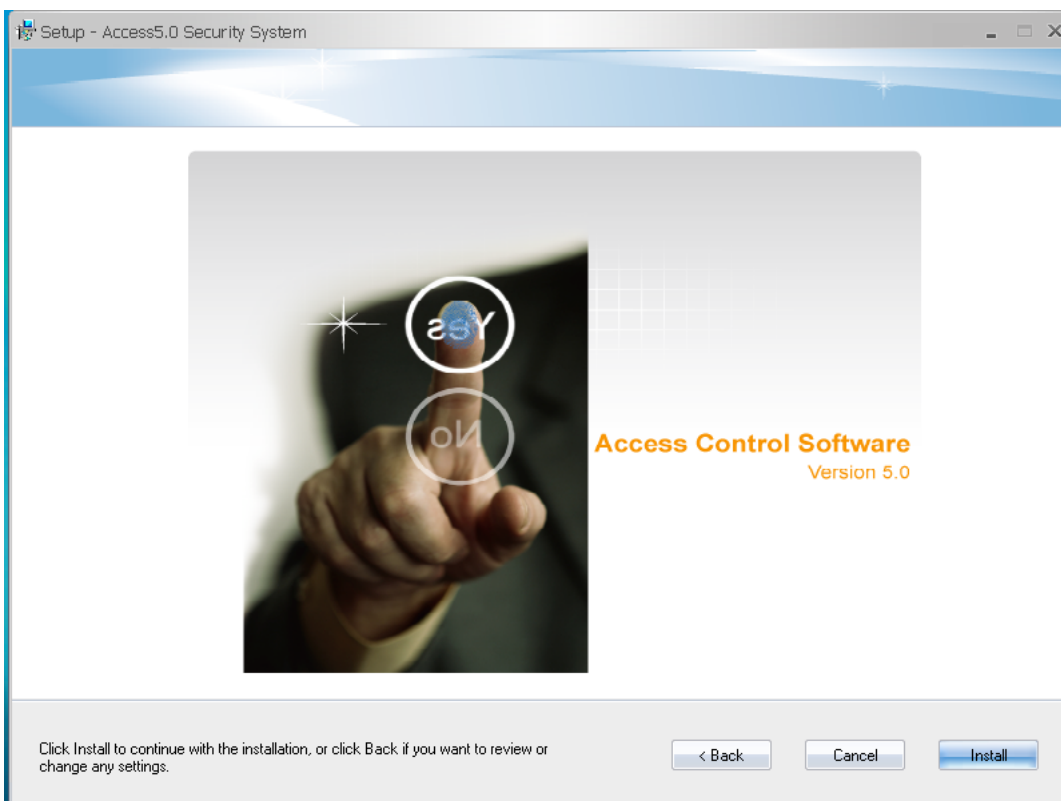 Setup - Access5.0 Security System
Yes
No
Access Control Software
Version 5.0
Click Install to continue with the installation, or click Back if you want to review or
change any settings.
< Back
Cancel
Install